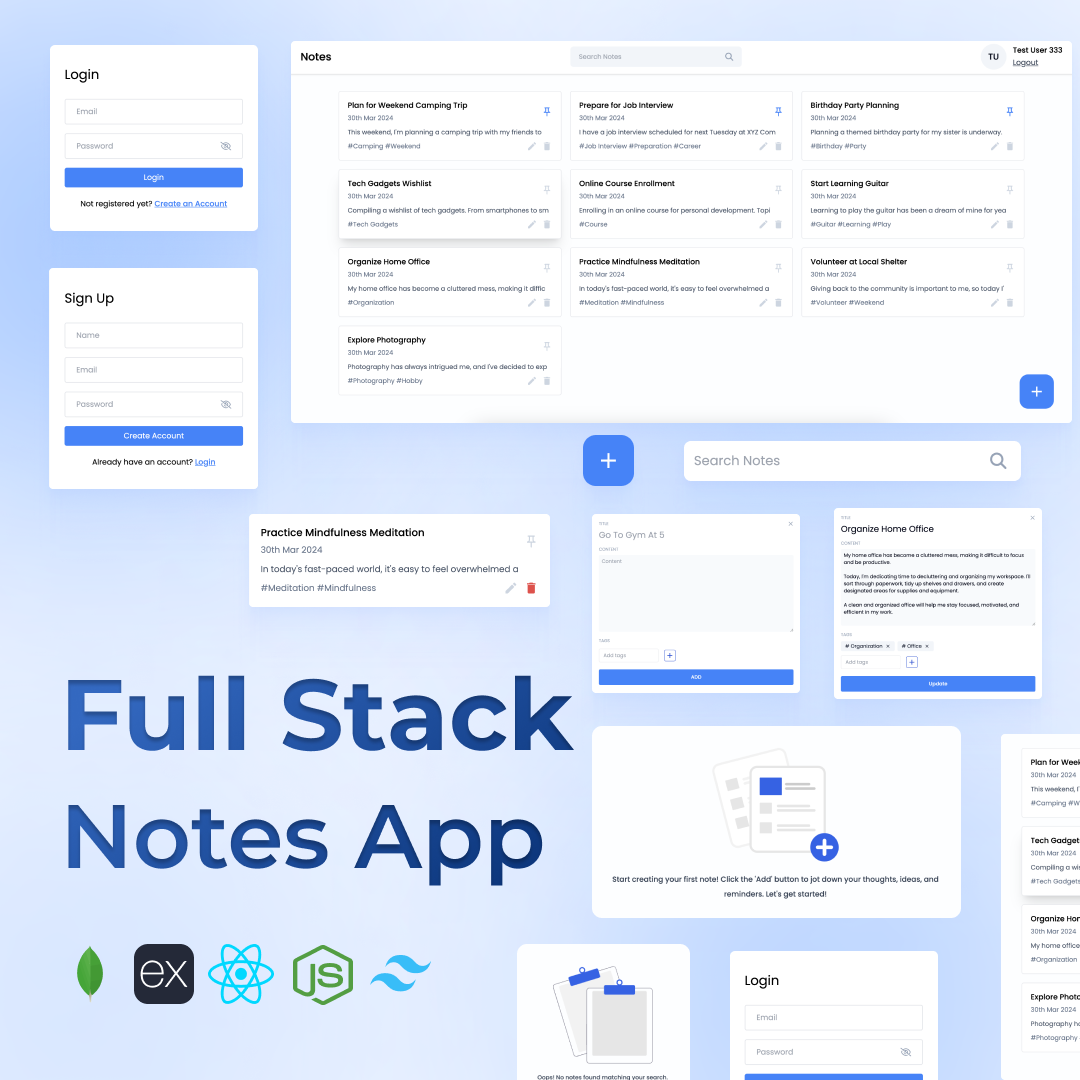 Login
Email
Password
Login
Not registered yet? Create an Account
Sign Up
Name
Email
Password
Create Account
Already have an account? Login
Notes
Search Notes
TU
Test User 333
Logout
Plan for Weekend Camping Trip
30th Mar 2024
This weekend, I'm planning a camping trip with my friends to
#Camping #Weekend
Prepare for Job Interview
30th Mar 2024
I have a job interview scheduled for next Tuesday at XYZ Com
#Job Interview #Preparation #Career
Birthday Party Planning
30th Mar 2024
Planning a themed birthday party for my sister is underway.
#Birthday #Party
Tech Gadgets Wishlist
30th Mar 2024
Compiling a wishlist of tech gadgets. From smartphones to sm
#Tech Gadgets
Online Course Enrollment
30th Mar 2024
Enrolling in an online course for personal development. Topi
#Course
Start Learning Guitar
30th Mar 2024
Learning to play the guitar has been a dream of mine for yea
#Guitar #Learning #Play
Organize Home Office
30th Mar 2024
My home office has become a cluttered mess, making it diffic
#Organization
Practice Mindfulness Meditation
30th Mar 2024
In today's fast-paced world, it's easy to feel overwhelmed a
#Meditation #Mindfulness
Volunteer at Local Shelter
30th Mar 2024
Giving back to the community is important to me, so today I'
#Volunteer #Weekend
Explore Photography
30th Mar 2024
Photography has always intrigued me, and I've decided to exp
#Photography #Hobby
+
+
Search Notes
Practice Mindfulness Meditation
30th Mar 2024
In today's fast-paced world, it's easy to feel overwhelmed a
#Meditation #Mindfulness
TITLE
Go To Gym At 5
CONTENT
Content
TAGS
Add tags
ADD
TITLE
Organize Home Office
CONTENT
My home office has become a cluttered mess, making it difficult to focus
and be productive.
Today, I'm dedicating time to decluttering and organizing my workspace. I'll
sort through paperwork, tidy up shelves and drawers, and create
designated areas for supplies and equipment.
A clean and organized office will help me stay focused, motivated, and
efficient in my work.
TAGS
# Organization × # Office ×
Add tags
Update
Full Stack
Notes App
ex
JS
Start creating your first note! Click the 'Add' button to jot down your thoughts, ideas, and
reminders. Let's get started!
Oops! No notes found matching your search.
Login
Email
Password
Plan for Week
30th Mar 2024
This weekend, I'
#Camping #W
Tech Gadget
30th Mar 2024
Compiling a wis
#Tech Gadgets
Organize Hor
30th Mar 2024
My home office
#Organization
Explore Photo
30th Mar 2024
Photography ha
#Photography